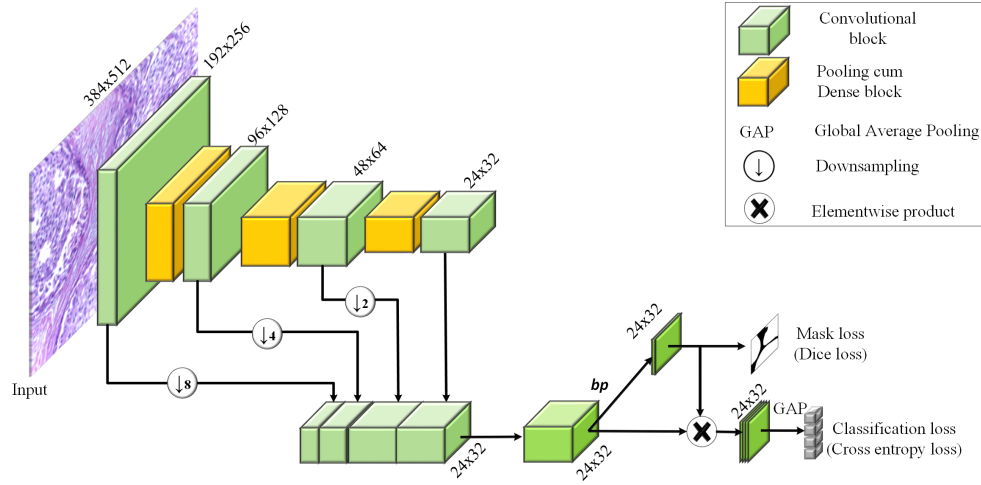 384x512
192x256
96x128
48x64
24x32
Input
↓8
↓4
↓2
24x32
24x32
bp
24x32
24x32
GAP
Mask loss
(Dice loss)
Classification loss
(Cross entropy loss)
Convolutional
block
Pooling cum
Dense block
GAP Global Average Pooling
↓ Downsampling
Elementwise product